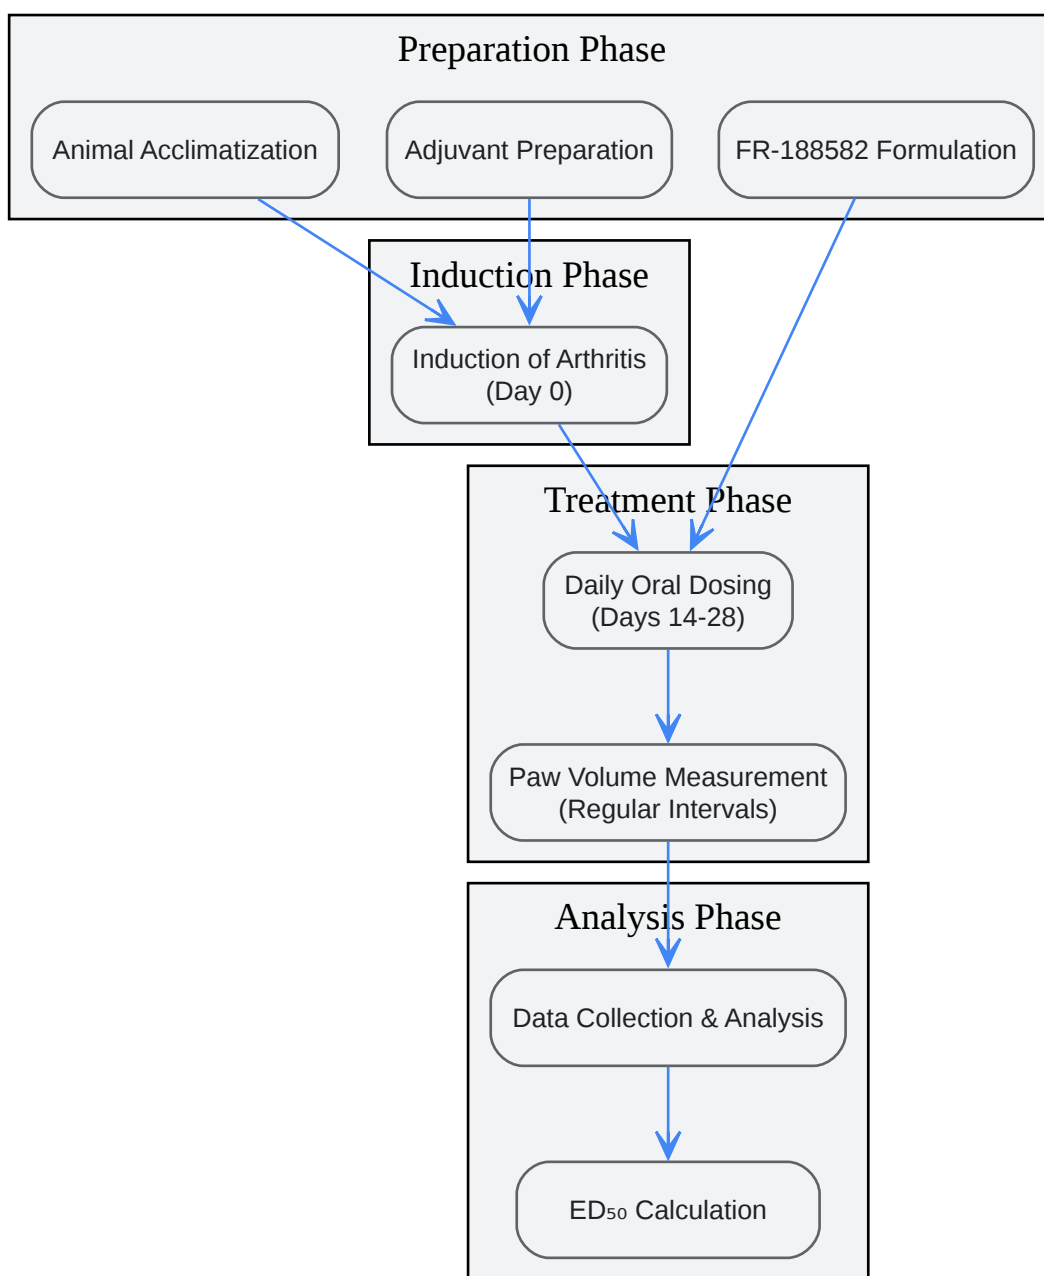 Preparation Phase
Animal Acclimatization
Adjuvant Preparation
FR-188582 Formulation
Induction Phase
Induction of Arthritis
(Day 0)
Treatment Phase
Daily Oral Dosing
(Days 14-28)
Paw Volume Measurement
(Regular Intervals)
Analysis Phase
Data Collection & Analysis
ED₅₀ Calculation